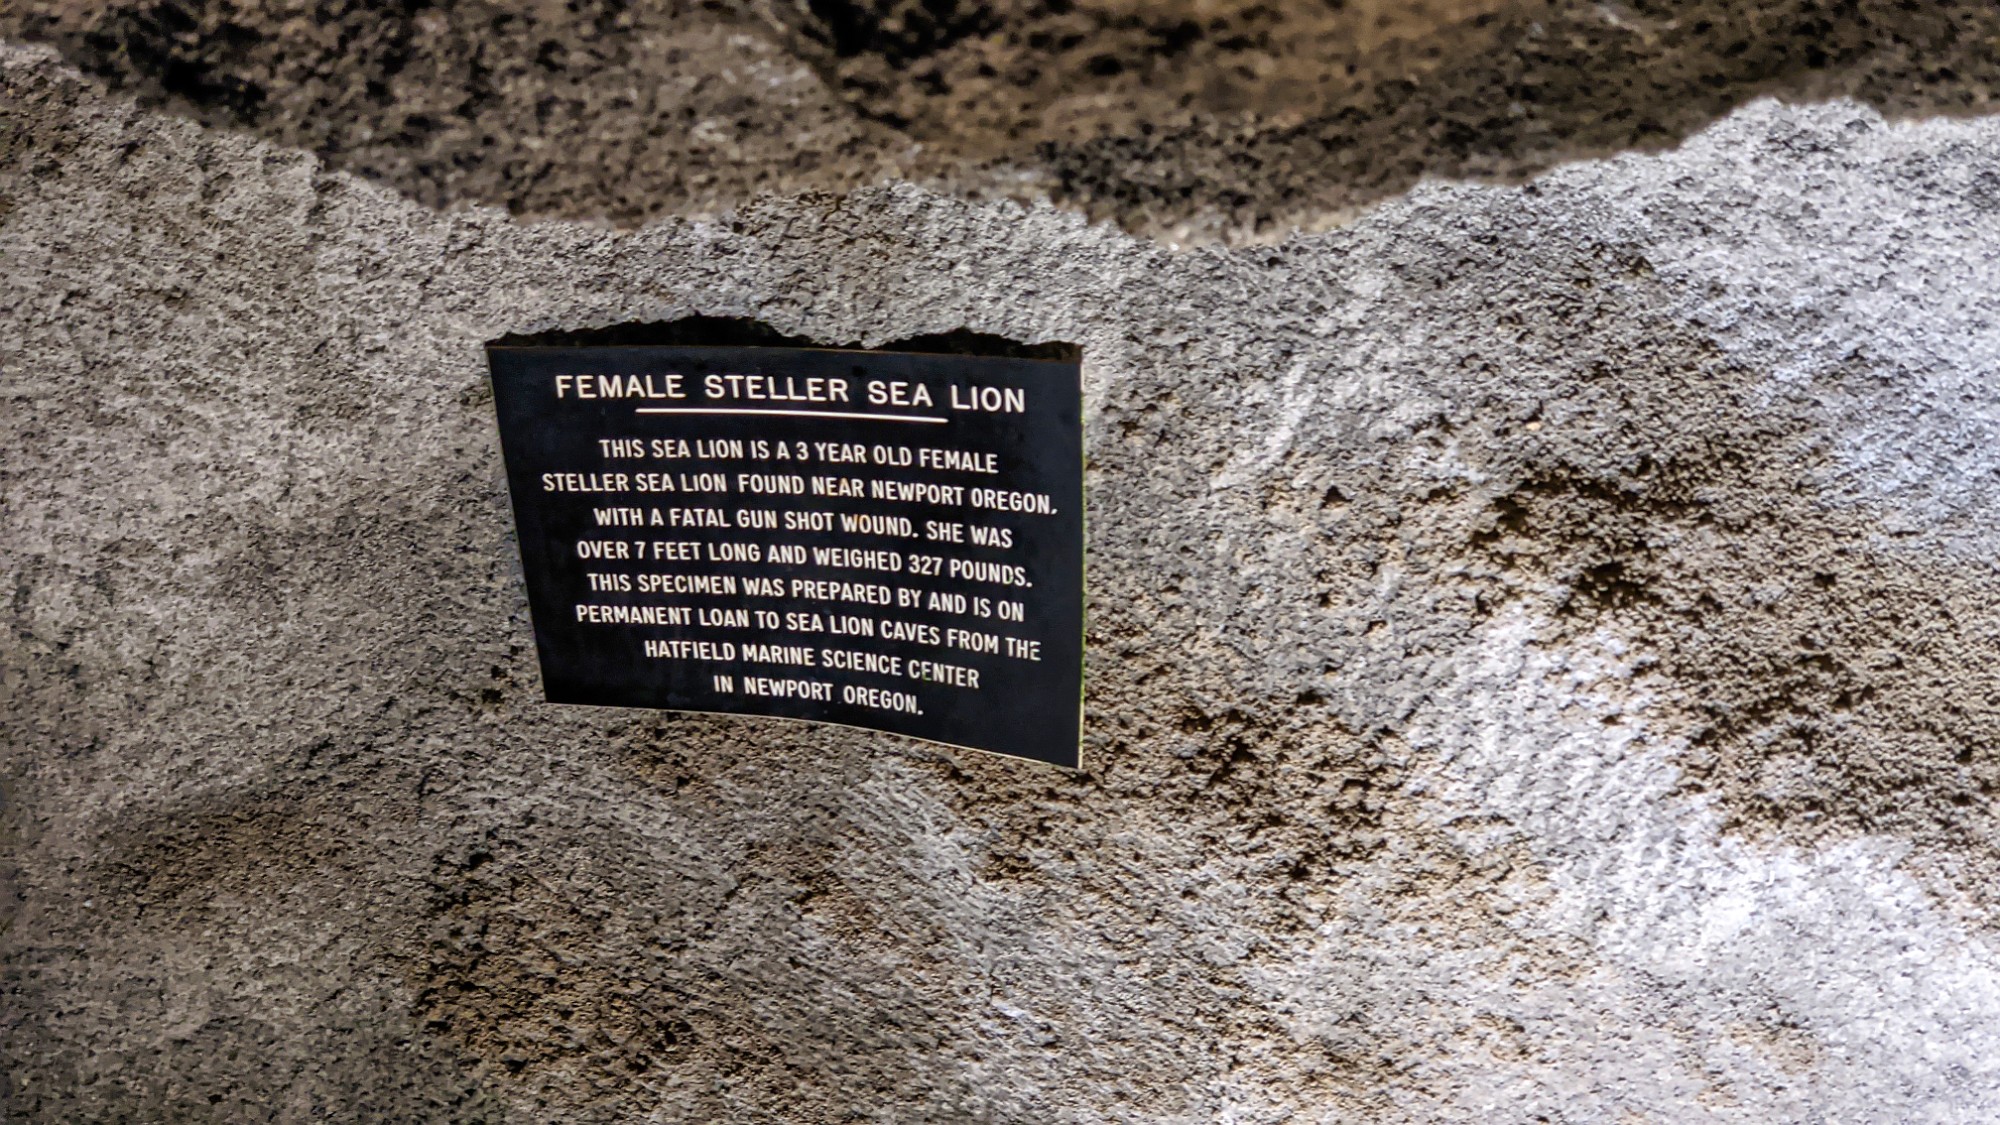 FEMALE STELLER SEA LION
THIS SEA LION IS A 3 YEAR OLD FEMALE
STELLER SEA LION FOUND NEAR NEWPORT OREGON.
WITH A FATAL GUN SHOT WOUND. SHE WAS
OVER 7 FEET LONG AND WEIGHED 327 POUNDS.
THIS SPECIMEN WAS PREPARED BY AND IS ON
PERMANENT LOAN TO SEA LION CAVES FROM THE
HATFIELD MARINE SCIENCE CENTER
IN NEWPORT OREGON.